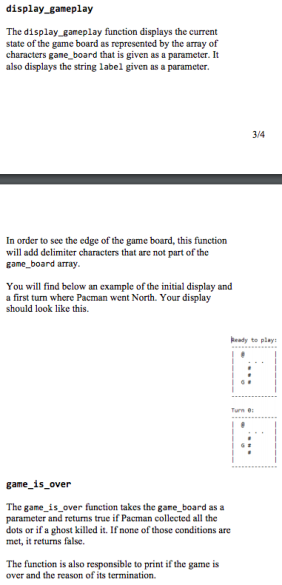 display_gameplay
The display_gameplay function displays the current
state of the game board as represented by the array of
characters game_board that is given as a parameter. It
also displays the string label given as a parameter.
3/4
In order to see the edge of the game board, this function
will add delimiter characters that are not part of the
game_board array.
You will find below an example of the initial display and
a first turn where Pacman went North. Your display
should look like this.
Ready to play:
--------------
| @ |
| . . . |
| # |
| # |
| G # |
| |
--------------
Turn 0:
--------------
| @ |
| . . . |
| # |
| G # |
| # |
| |
--------------
game_is_over
The game_is_over function takes the game_board as a
parameter and returns true if Pacman collected all the
dots or if a ghost killed it. If none of those conditions are
met, it returns false.
The function is also responsible to print if the game is
over and the reason of its termination.